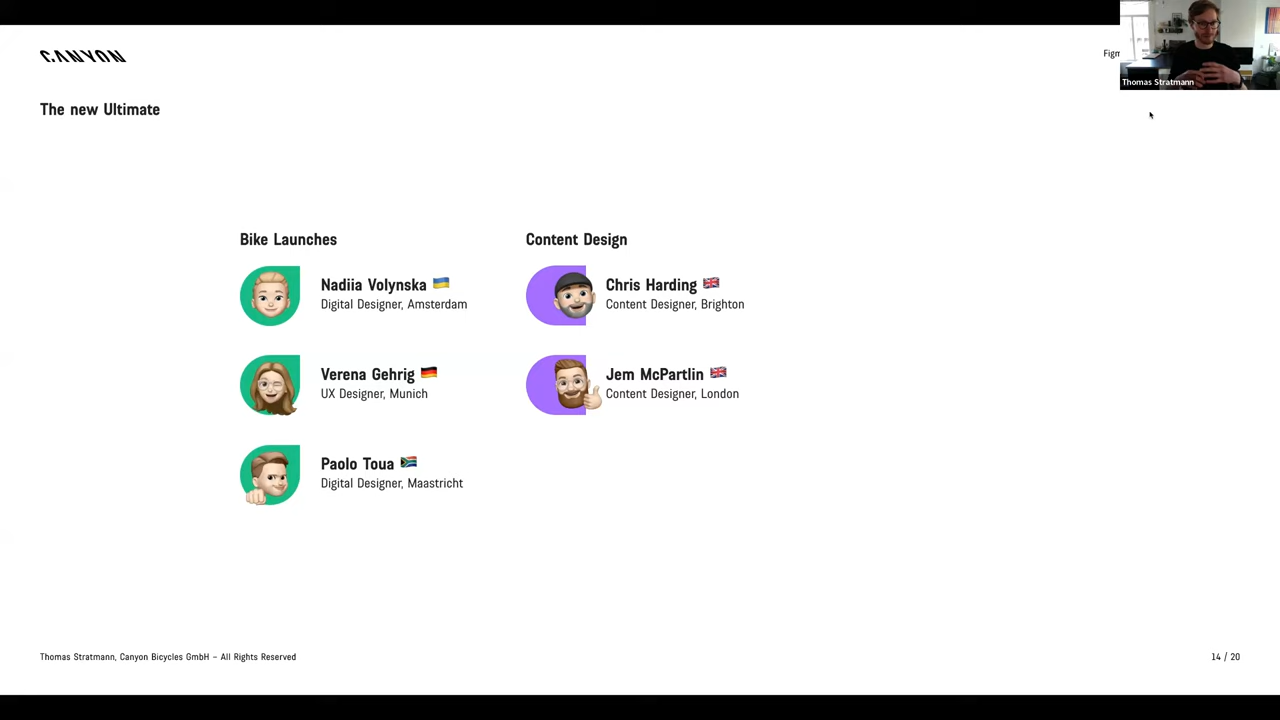 CANYON
Thomas Stratmann
The new Ultimate
Bike Launches
Nadiia Volynska
Digital Designer, Amsterdam
Verena Gehrig
UX Designer, Munich
Paolo Toua
Digital Designer, Maastricht
Content Design
Chris Harding
Content Designer, Brighton
Jem McPartlin
Content Designer, London
Thomas Stratmann, Canyon Bicycles GmbH – All Rights Reserved
14 / 20